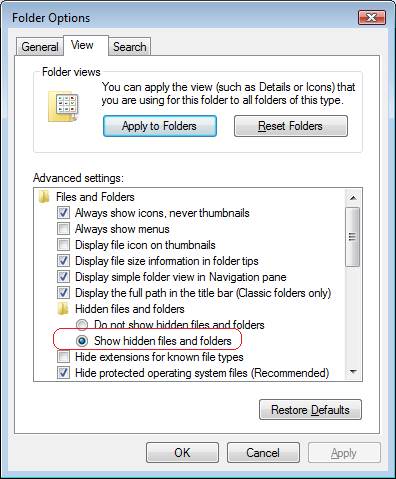 Folder Options
General View Search
Folder views
You can apply the view (such as Details or Icons) that
you are using for this folder to all folders of this type.
Apply to Folders Reset Folders
Advanced settings:
Files and Folders
Always show icons, never thumbnails
Always show menus
Display file icon on thumbnails
Display file size information in folder tips
Display simple folder view in Navigation pane
Display the full path in the title bar (Classic folders only)
Hidden files and folders
Do not show hidden files and folders
Show hidden files and folders
Hide extensions for known file types
Hide protected operating system files (Recommended)
Restore Defaults
OK Cancel Apply